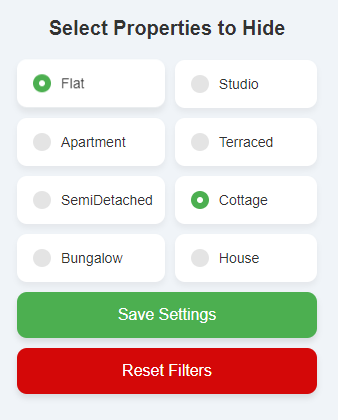 Select Properties to Hide
Flat
Studio
Apartment
Terraced
SemiDetached
Cottage
Bungalow
House
Save Settings
Reset Filters